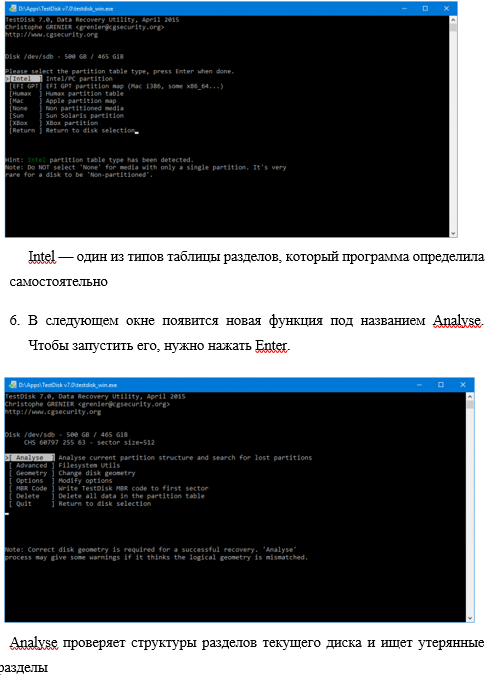 D:\Apps\TestDisk v7.0\testdisk_win.exe
TestDisk 7.0, Data Recovery Utility, April 2015
Christophe GRENIER <grenier@cgsecurity.org>
http://www.cgsecurity.org
Disk /dev/sdb - 500 GB / 465 GiB
Please select the partition table type, press Enter when done.
>[Intel  ] Intel/PC partition
[EFI GPT] EFI GPT partition map (Mac i386, some x86_64...)
[Humax  ] Humax partition table
[Mac    ] Apple partition map
[None   ] Non partitioned media
[Sun    ] Sun Solaris partition
[XBox   ] XBox partition
[Return ] Return to disk selection
Hint: Intel partition table type has been detected.
Note: Do NOT select 'None' for media with only a single partition. It's very
rare for a disk to be 'Non-partitioned'.
Intel — один из типов таблицы разделов, который программа определила
самостоятельно
6. В следующем окне появится новая функция под названием Analyse.
Чтобы запустить его, нужно нажать Enter.
D:\Apps\TestDisk v7.0\testdisk_win.exe
TestDisk 7.0, Data Recovery Utility, April 2015
Christophe GRENIER <grenier@cgsecurity.org>
http://www.cgsecurity.org
Disk /dev/sdb - 500 GB / 465 GiB
CHS 60797 255 63 - sector size=512
>[ Analyse  ] Analyse current partition structure and search for lost partitions
[ Advanced ] Filesystem Utils
[ Geometry ] Change disk geometry
[ Options  ] Modify options
[ MBR Code ] Write TestDisk MBR code to first sector
[ Delete   ] Delete all data in the partition table
[ Quit     ] Return to disk selection
Note: Correct disk geometry is required for a successful recovery. 'Analyse'
process may give some warnings if it thinks the logical geometry is mismatched.
Analyse проверяет структуры разделов текущего диска и ищет утерянные
разделы